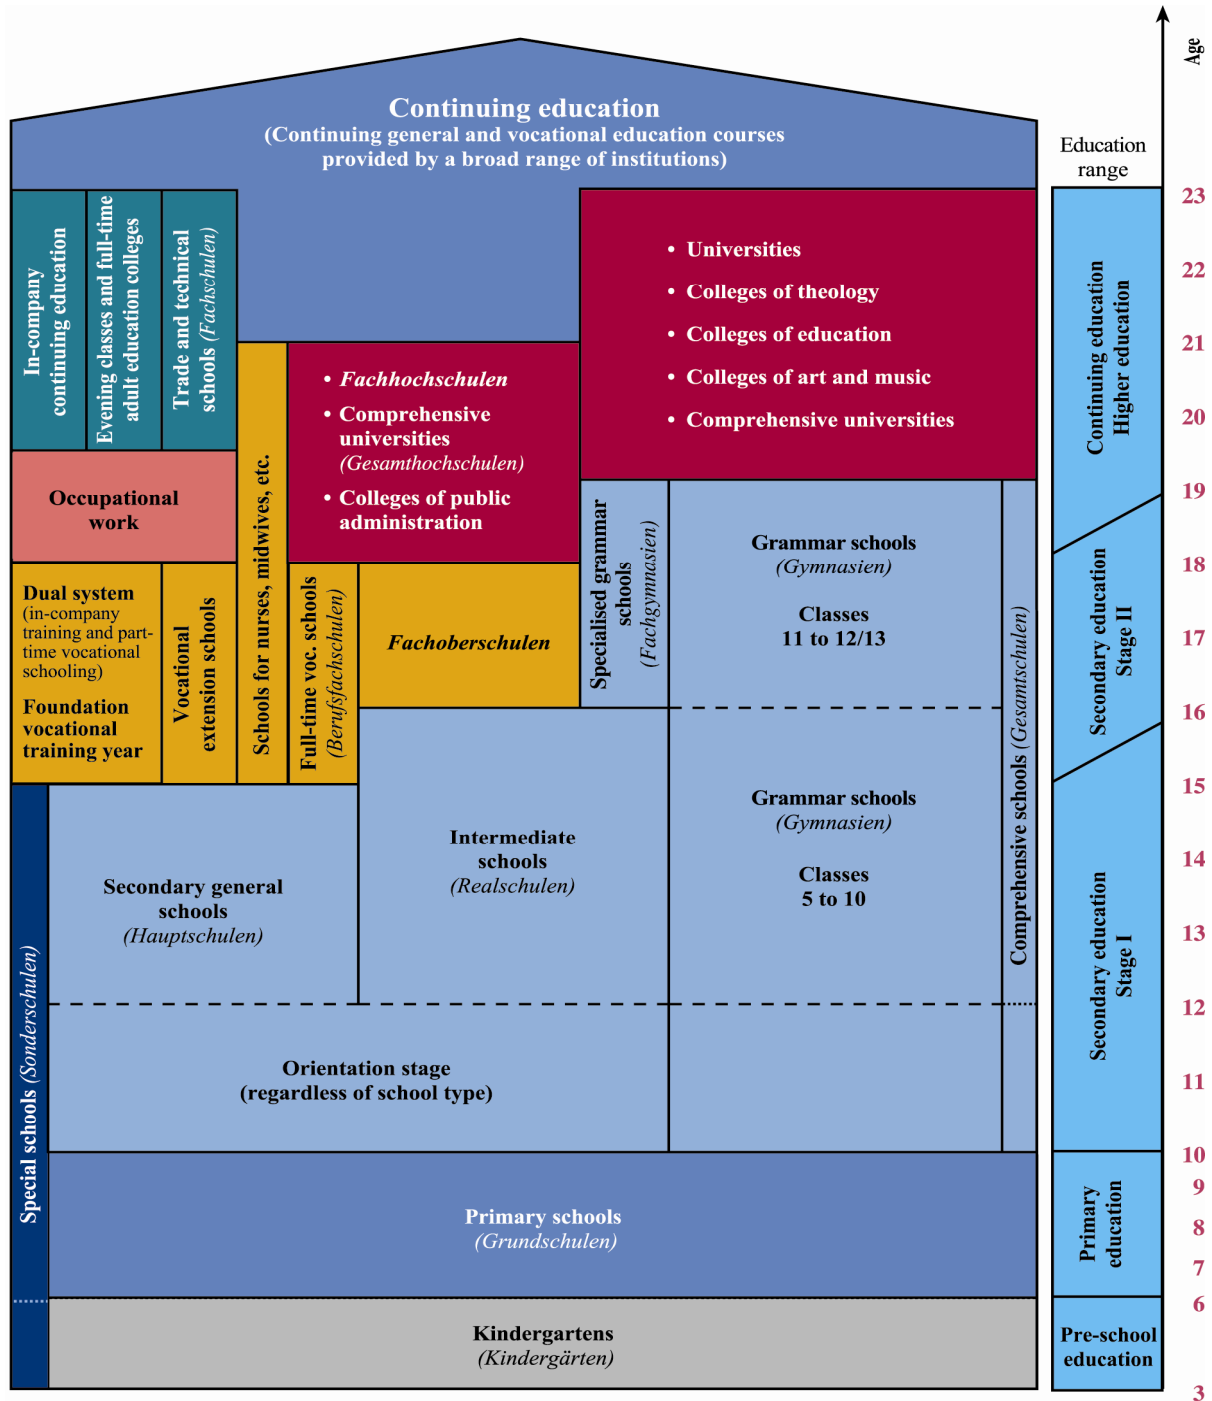 Age
Continuing education
(Continuing general and vocational education courses
provided by a broad range of institutions)
Education
range
In-company
continuing education
Evening classes and full-time
adult education colleges
Trade and technical
schools (Fachschulen)
• Universities
• Colleges of theology
• Colleges of education
• Colleges of art and music
• Comprehensive universities
• Fachhochschulen
• Comprehensive
universities
(Gesamthochschulen)
• Colleges of public
administration
Occupational
work
Schools for nurses, midwives, etc.
Dual system
(in-company
training and part-
time vocational
schooling)
Foundation
vocational
training year
Vocational
extension schools
Full-time voc. schools
(Berufsfachschulen)
Fachoberschulen
Specialised grammar
schools
(Fachgymnasien)
Grammar schools
(Gymnasien)
Classes
11 to 12/13
Comprehensive schools (Gesamtschulen)
Secondary general
schools
(Hauptschulen)
Intermediate
schools
(Realschulen)
Grammar schools
(Gymnasien)
Classes
5 to 10
Special schools (Sonderschulen)
Orientation stage
(regardless of school type)
Primary schools
(Grundschulen)
Kindergartens
(Kindergärten)
Continuing education
Higher education
Secondary education
Stage II
Secondary education
Stage I
Primary
education
Pre-school
education
23
22
21
20
19
18
17
16
15
14
13
12
11
10
9
8
7
6
3